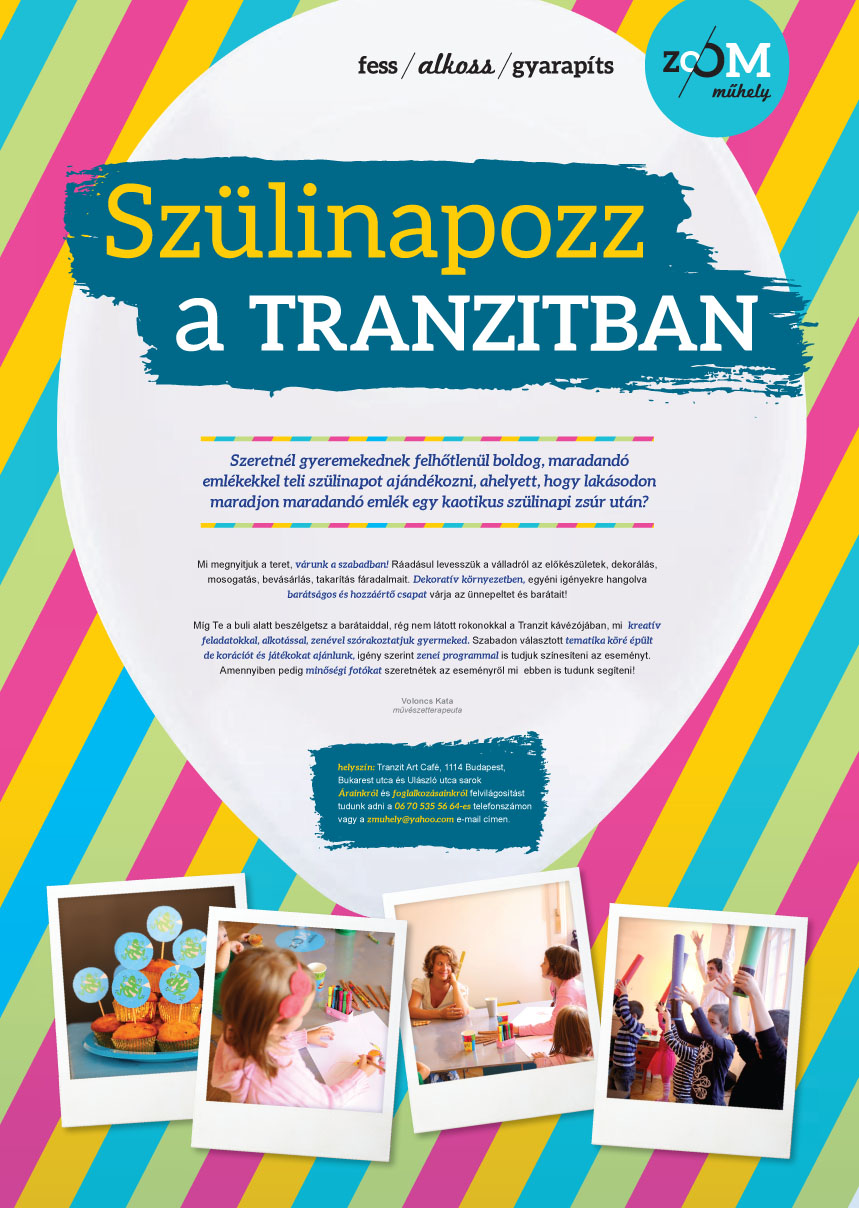 fess / alkoss / gyarapíts
zoOM
műhely
Szülinapozz
a TRANZITBAN
Szeretnél gyeremekednek felhőtlenül boldog, maradandó
emlékekkel teli szülinapot ajándékozni, ahelyett, hogy lakásodon
maradjon maradandó emlék egy kaotikus szülinapi zsúr után?
Mi megnyitjuk a teret, várunk a szabadban! Ráadásul levesszük a válladról az előkészületek, dekorálás,
mosogatás, bevásárlás, takarítás fáradalmait. Dekoratív környezetben, egyéni igényekre hangolva
barátságos és hozzáértő csapat várja az ünnepeltet és barátait!
Míg Te a buli alatt beszélgetsz a barátaiddal, rég nem látott rokonokkal a Tranzit kávézójában, mi kreatív
feladatokkal, alkotással, zenével szórakoztatjuk gyermeked. Szabadon választott tematika köré épült
de korációt és játékokat ajánlunk, igény szerint zenei programmal is tudjuk színesíteni az eseményt.
Amennyiben pedig minőségi fotókat szeretnétek az eseményről mi ebben is tudunk segíteni!
Voloncs Kata
művészetterapeuta
helyszín: Tranzit Art Café, 1114 Budapest,
Bukarest utca és Ulászló utca sarok
Árainkról és foglalkozásainkról felvilágosítást
tudunk adni a 06 70 535 56 64-es telefonszámon
vagy a zmuhely@yahoo.com e-mail címen.